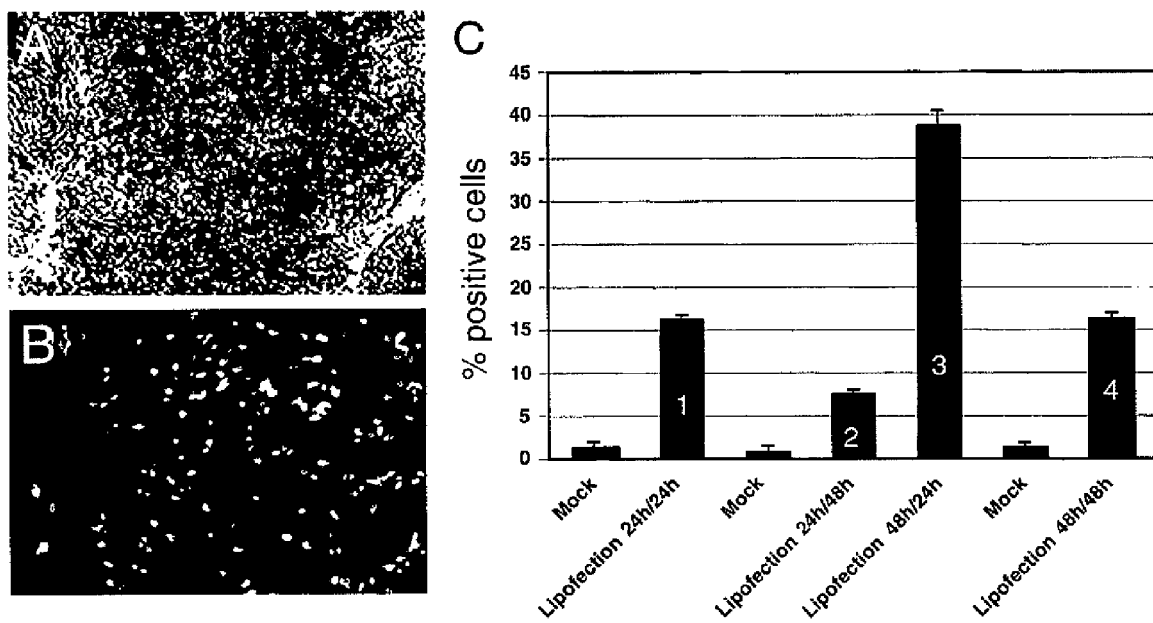 A
B
C
% positive cells
45
40
35
30
25
20
15
10
5
0
1
2
3
4
Mock
Lipofection 24h/24h
Mock
Lipofection 24h/48h
Lipofection 48h/24h
Mock
Lipofection 48h/48h